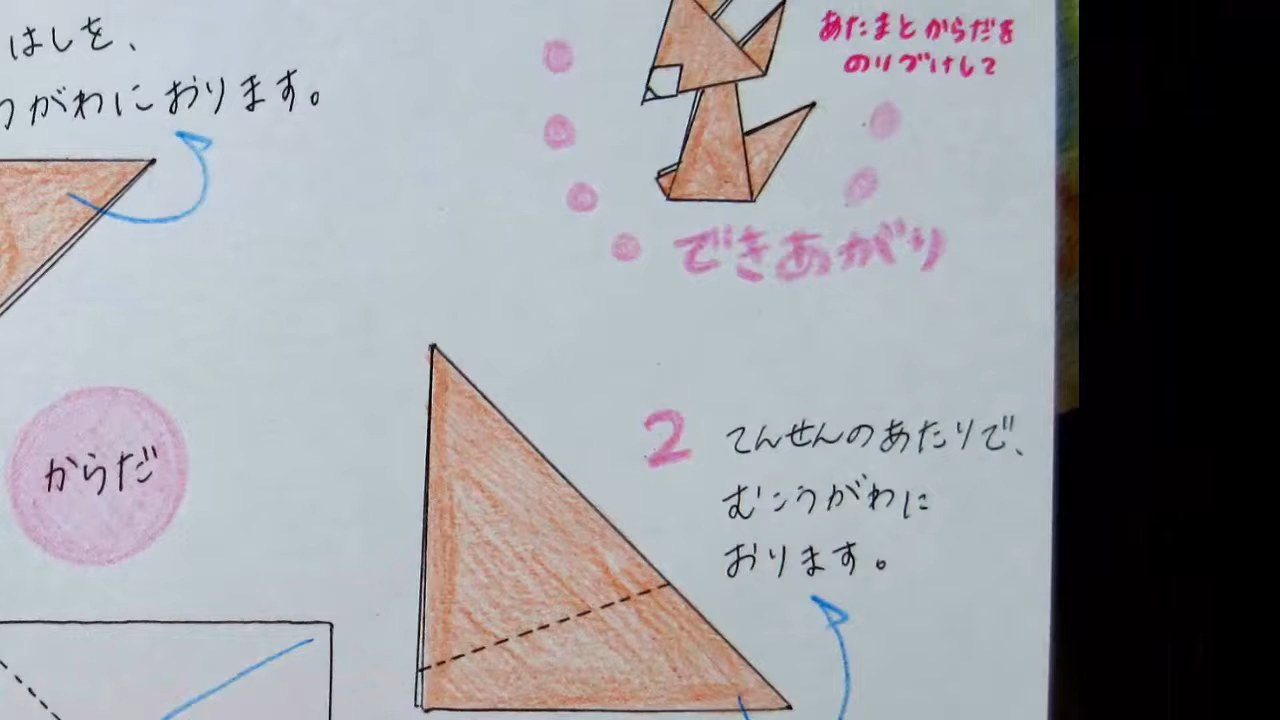 はしを、
がわにおります。
あたまとからだを
のりづけして
できあがり
からだ
2 てんせんのあたりで、
むこうがわに
おります。